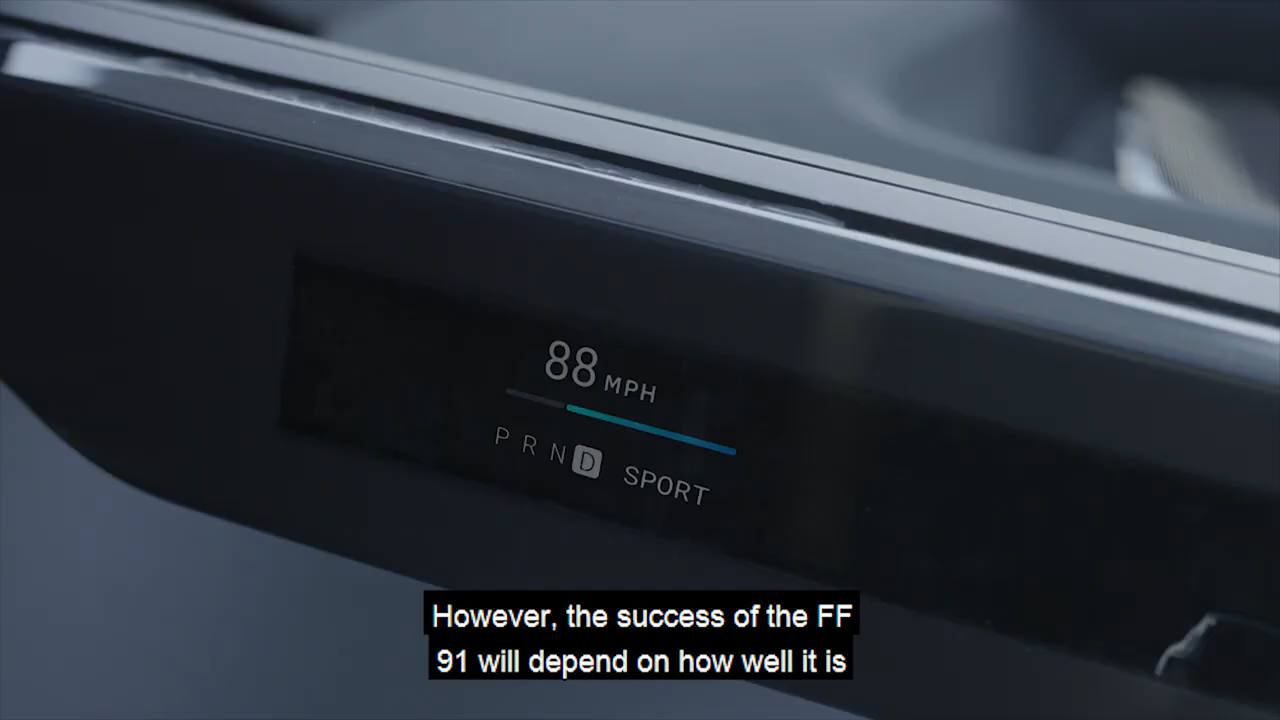 88 MPH
P R N D SPORT
However, the success of the FF
91 will depend on how well it is